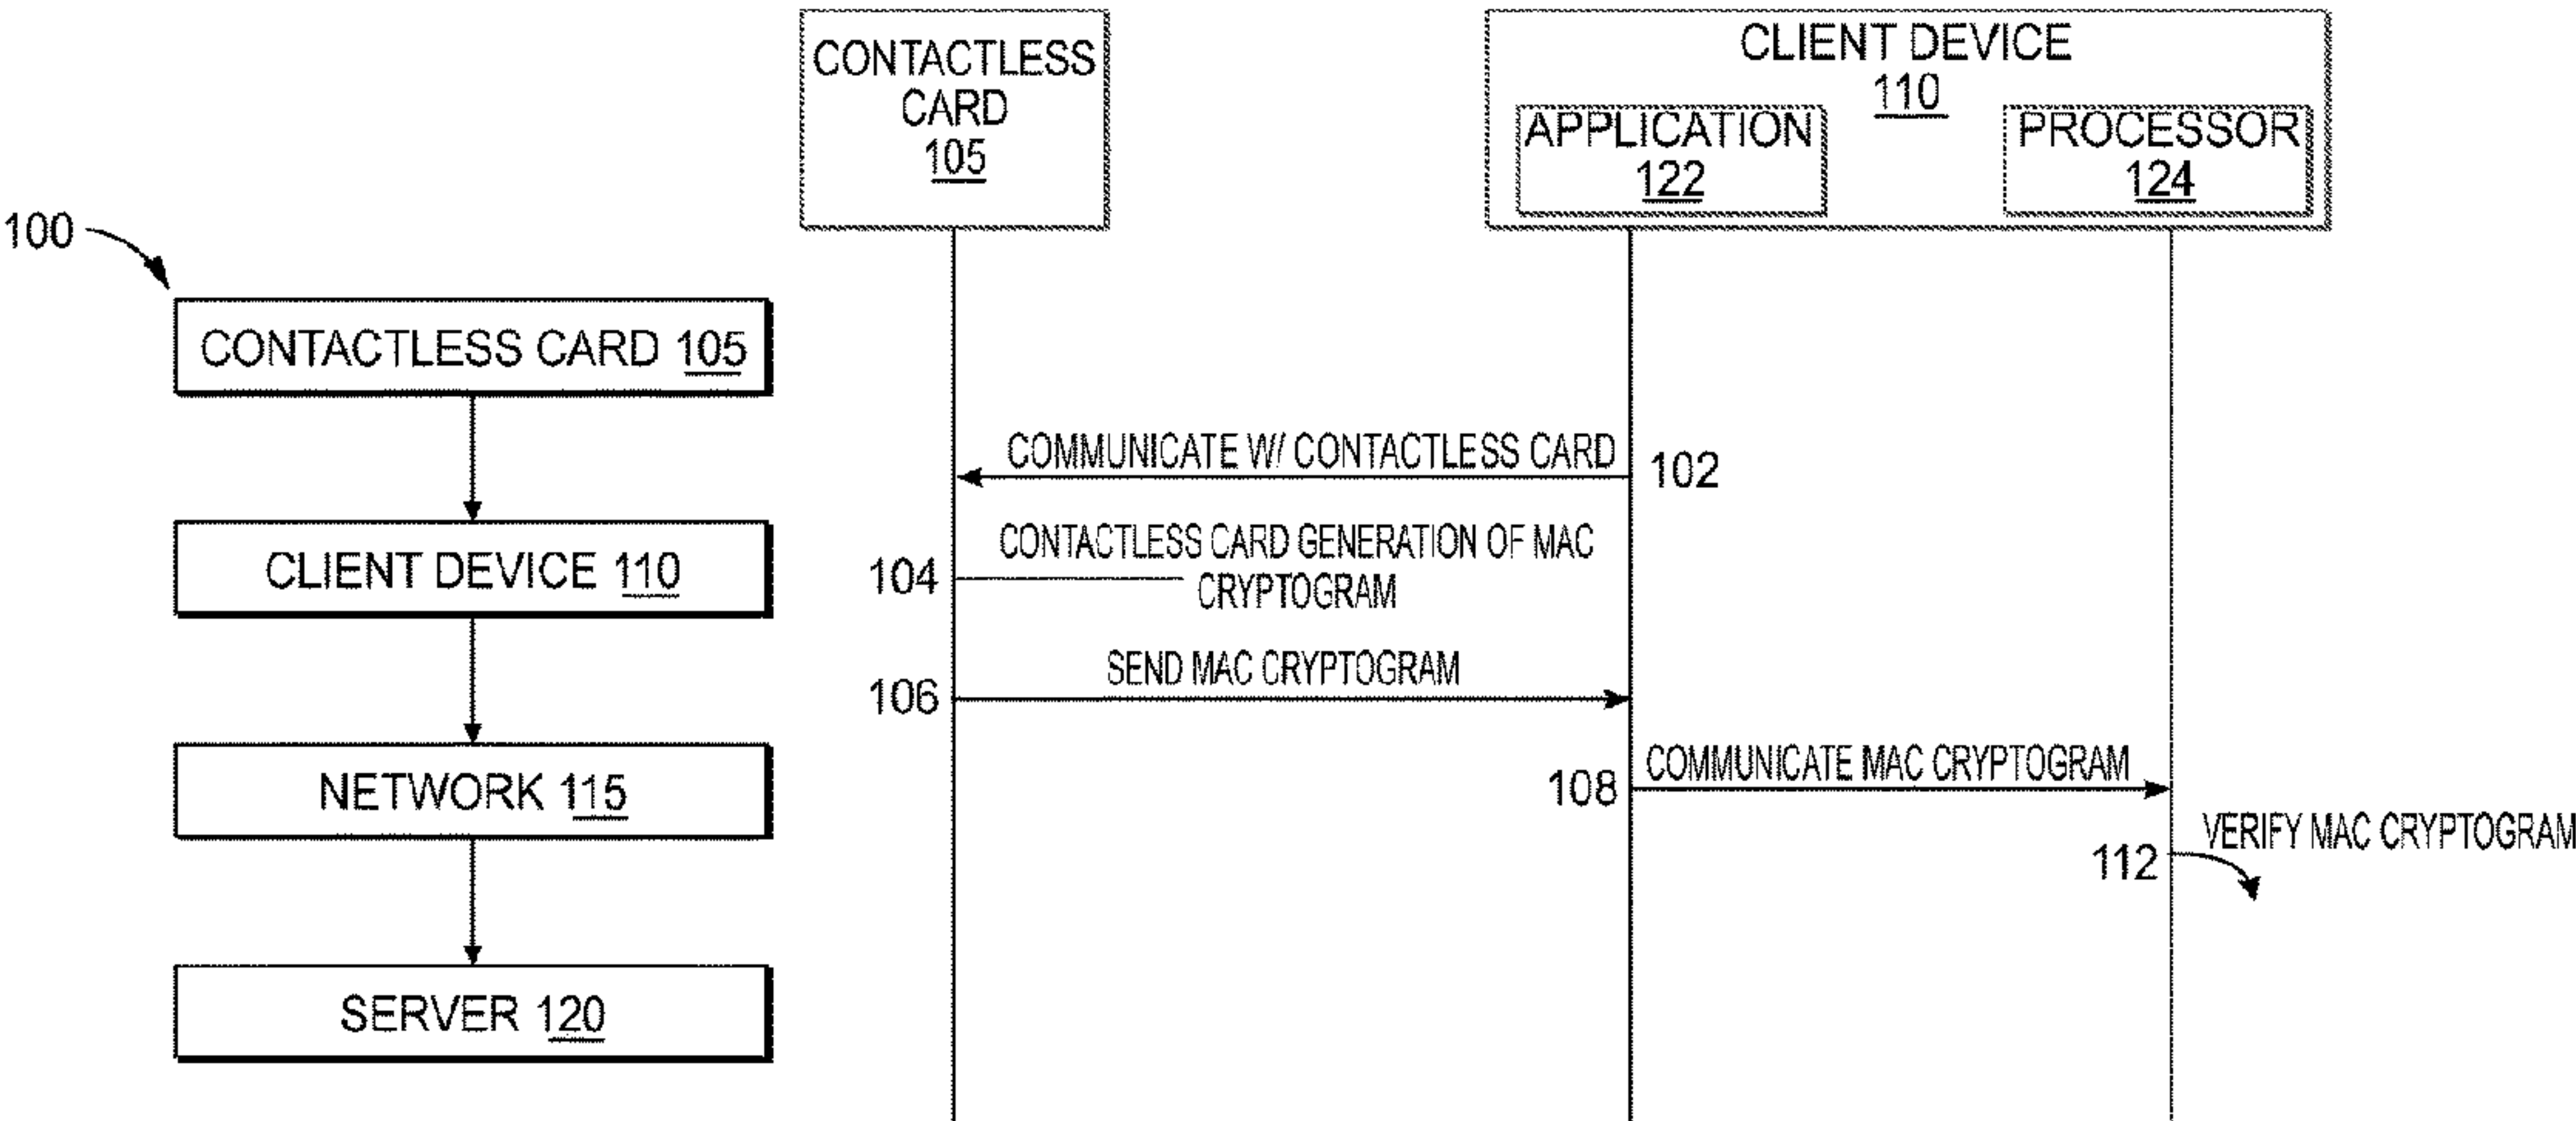 100
CONTACTLESS CARD 105
CLIENT DEVICE 110
NETWORK 115
SERVER 120
CONTACTLESS
CARD
105
CLIENT DEVICE
110
APPLICATION
122
PROCESSOR
124
COMMUNICATE W/ CONTACTLESS CARD
102
CONTACTLESS CARD GENERATION OF MAC
CRYPTOGRAM
104
SEND MAC CRYPTOGRAM
106
COMMUNICATE MAC CRYPTOGRAM
108
VERIFY MAC CRYPTOGRAM
112